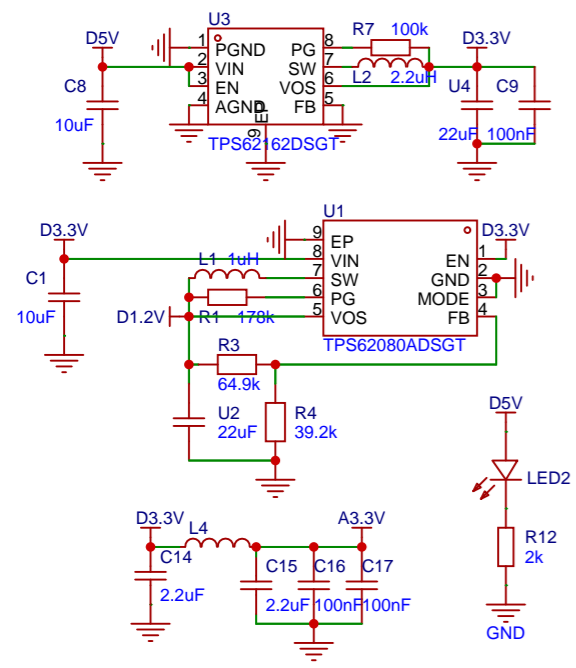 U3
R7 100k
D5V
D3.3V
1 PGND PG 8
2 VIN SW 7
3 EN VOS 6
4 AGND FB 5
9 EP
L2 2.2uH
C8
10uF
U4 C9
22uF 100nF
TPS62162DSGT
U1
D3.3V
D3.3V
9 EP
8 VIN EN 1
7 SW GND 2
6 PG MODE 3
5 VOS FB 4
L1 1uH
C1
10uF
D1.2V
R1 178k
TPS62080ADSGT
R3
64.9k
U2
22uF
R4
39.2k
D5V
LED2
R12
2k
GND
D3.3V
L4
A3.3V
C14
2.2uF
C15 C16 C17
2.2uF 100nF 100nF